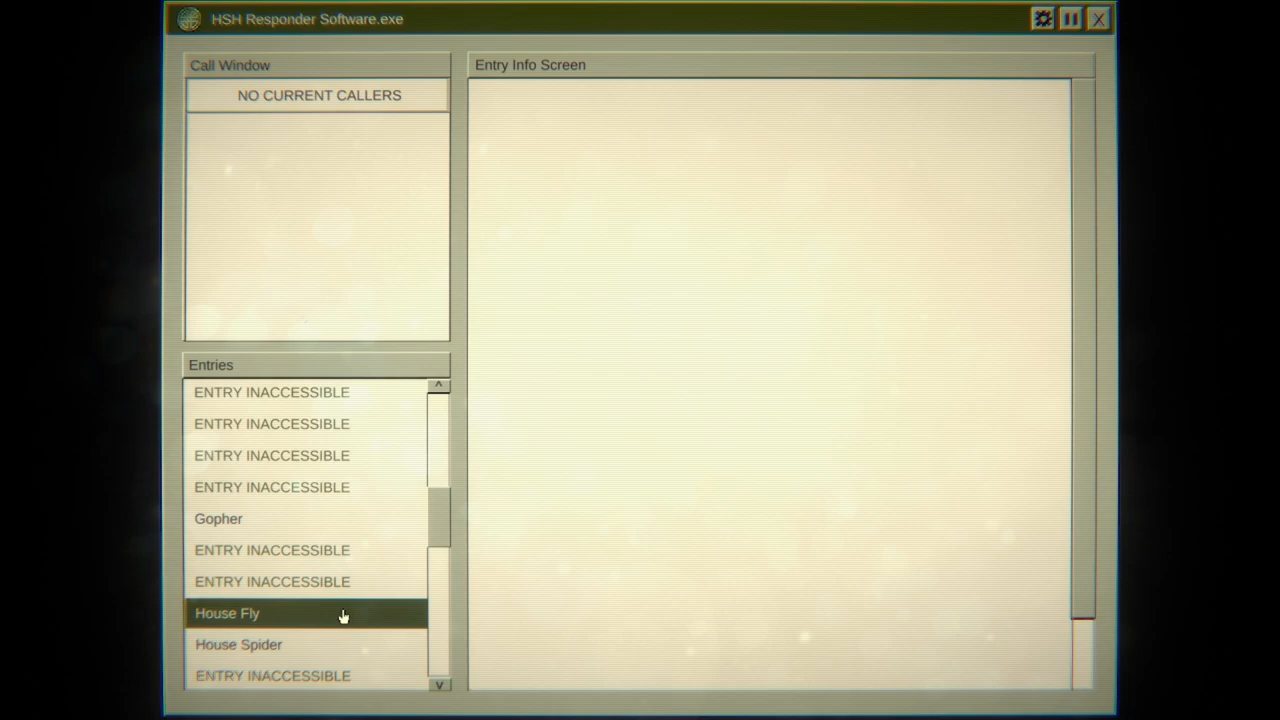 HSH Responder Software.exe
X
Call Window
NO CURRENT CALLERS
Entry Info Screen
Entries
ENTRY INACCESSIBLE
ENTRY INACCESSIBLE
ENTRY INACCESSIBLE
ENTRY INACCESSIBLE
Gopher
ENTRY INACCESSIBLE
ENTRY INACCESSIBLE
House Fly
House Spider
ENTRY INACCESSIBLE